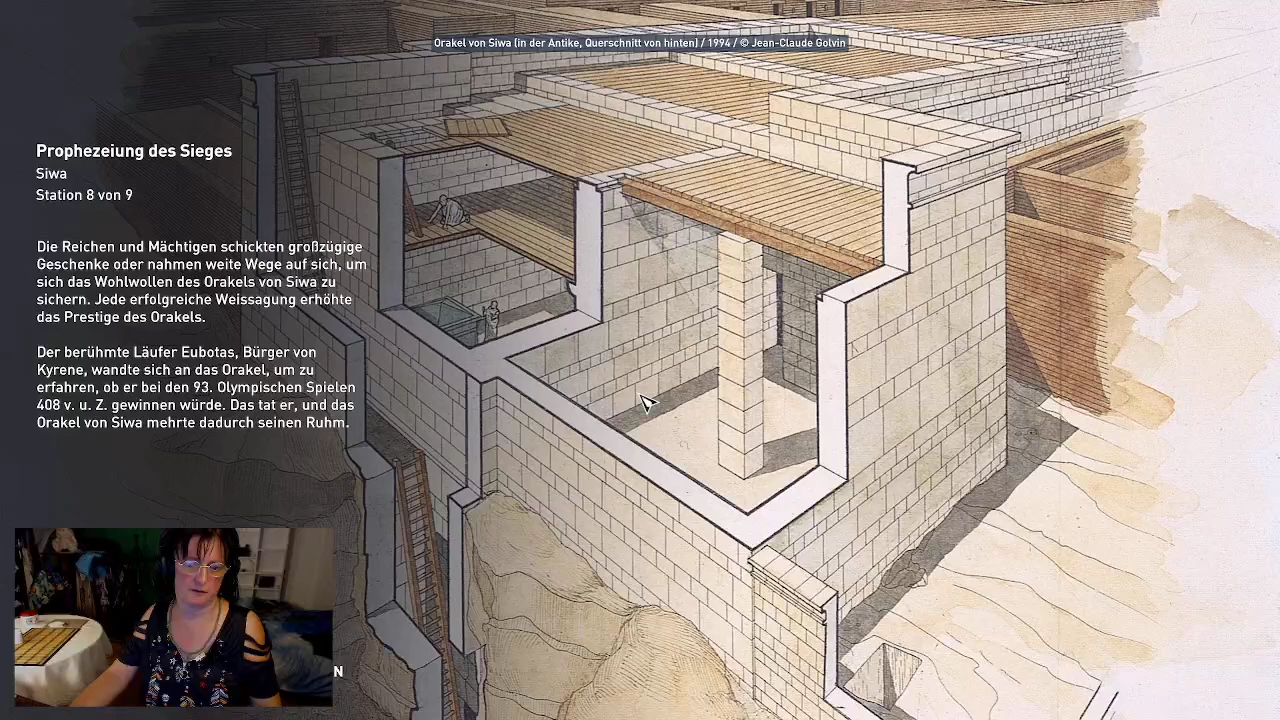 Orakel von Siwa (in der Antike, Querschnitt von hinten) / 1994 / © Jean-Claude Golvin
Prophezeiung des Sieges
Siwa
Station 8 von 9
Die Reichen und Mächtigen schickten großzügige
Geschenke oder nahmen weite Wege auf sich, um
sich das Wohlwollen des Orakels von Siwa zu
sichern. Jede erfolgreiche Weissagung erhöhte
das Prestige des Orakels.
Der berühmte Läufer Eubotas, Bürger von
Kyrene, wandte sich an das Orakel, um zu
erfahren, ob er bei den 93. Olympischen Spielen
408 v. u. Z. gewinnen würde. Das tat er, und das
Orakel von Siwa mehrte dadurch seinen Ruhm.
N